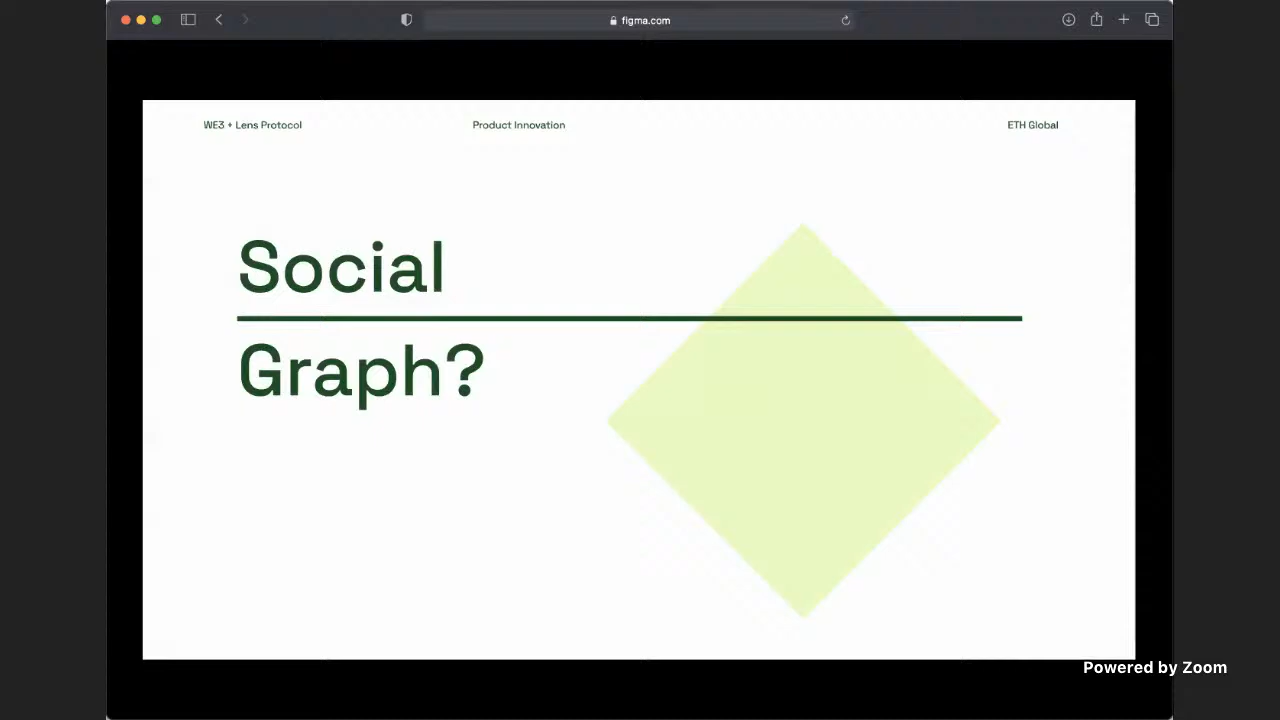 figma.com
WE3 + Lens Protocol
Product Innovation
ETH Global
Social
Graph?
Powered by Zoom